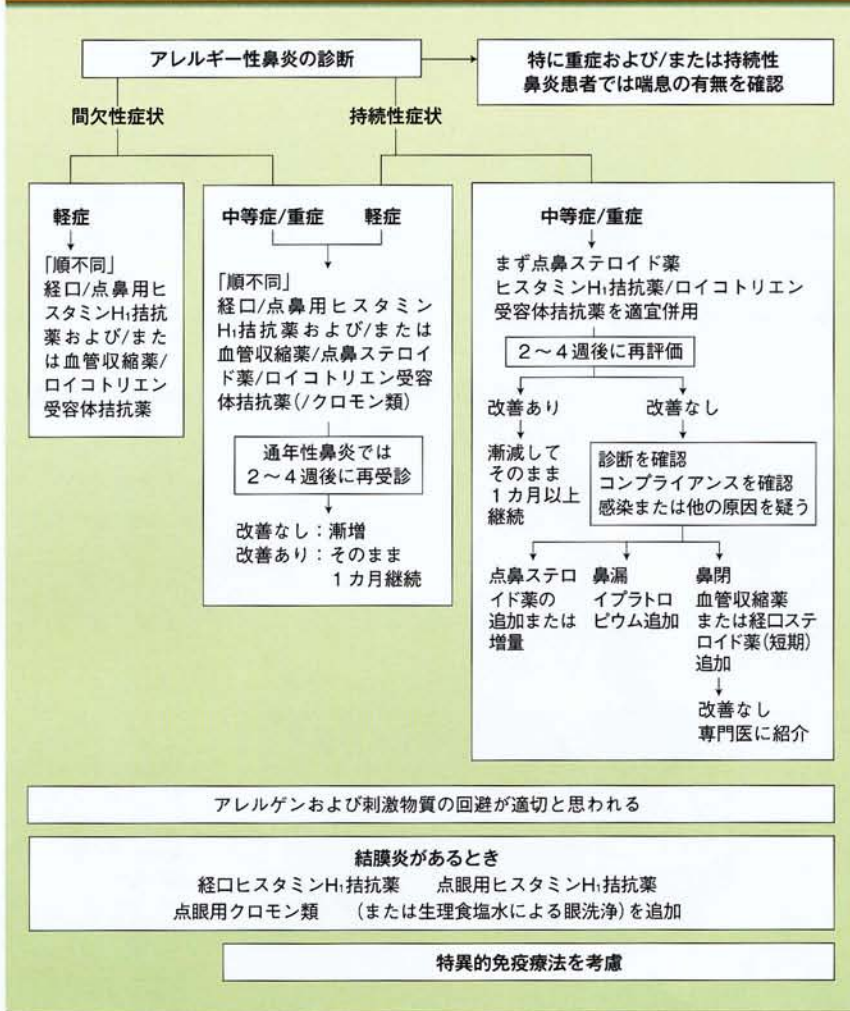 アレルギー性鼻炎の診断
特に重症および/または持続性
鼻炎患者では喘息の有無を確認
間欠性症状
持続性症状
軽症
「順不同」
経口/点鼻用ヒ
スタミンH₁拮抗
薬および/また
は血管収縮薬/
ロイコトリエン
受容体拮抗薬
中等症/重症 軽症
「順不同」
経口/点鼻用ヒスタミン
H₁拮抗薬および/または
血管収縮薬/点鼻ステロイ
ド薬/ロイコトリエン受容
体拮抗薬(/クロモン類)
通年性鼻炎では
2〜4週後に再受診
改善なし：漸増
改善あり：そのまま
1カ月継続
中等症/重症
まず点鼻ステロイド薬
ヒスタミンH₁拮抗薬/ロイコトリエン
受容体拮抗薬を適宜併用
2〜4週後に再評価
改善あり
漸減して
そのまま
1カ月以上
継続
改善なし
診断を確認
コンプライアンスを確認
感染または他の原因を疑う
点鼻ステロ
イド薬の
追加または
増量
鼻漏
イプラトロ
ピウム追加
鼻閉
血管収縮薬
または経口ステ
ロイド薬(短期)
追加
改善なし
専門医に紹介
アレルゲンおよび刺激物質の回避が適切と思われる
結膜炎があるとき
経口ヒスタミンH₁拮抗薬 点眼用ヒスタミンH₁拮抗薬
点眼用クロモン類 (または生理食塩水による眼洗浄)を追加
特異的免疫療法を考慮